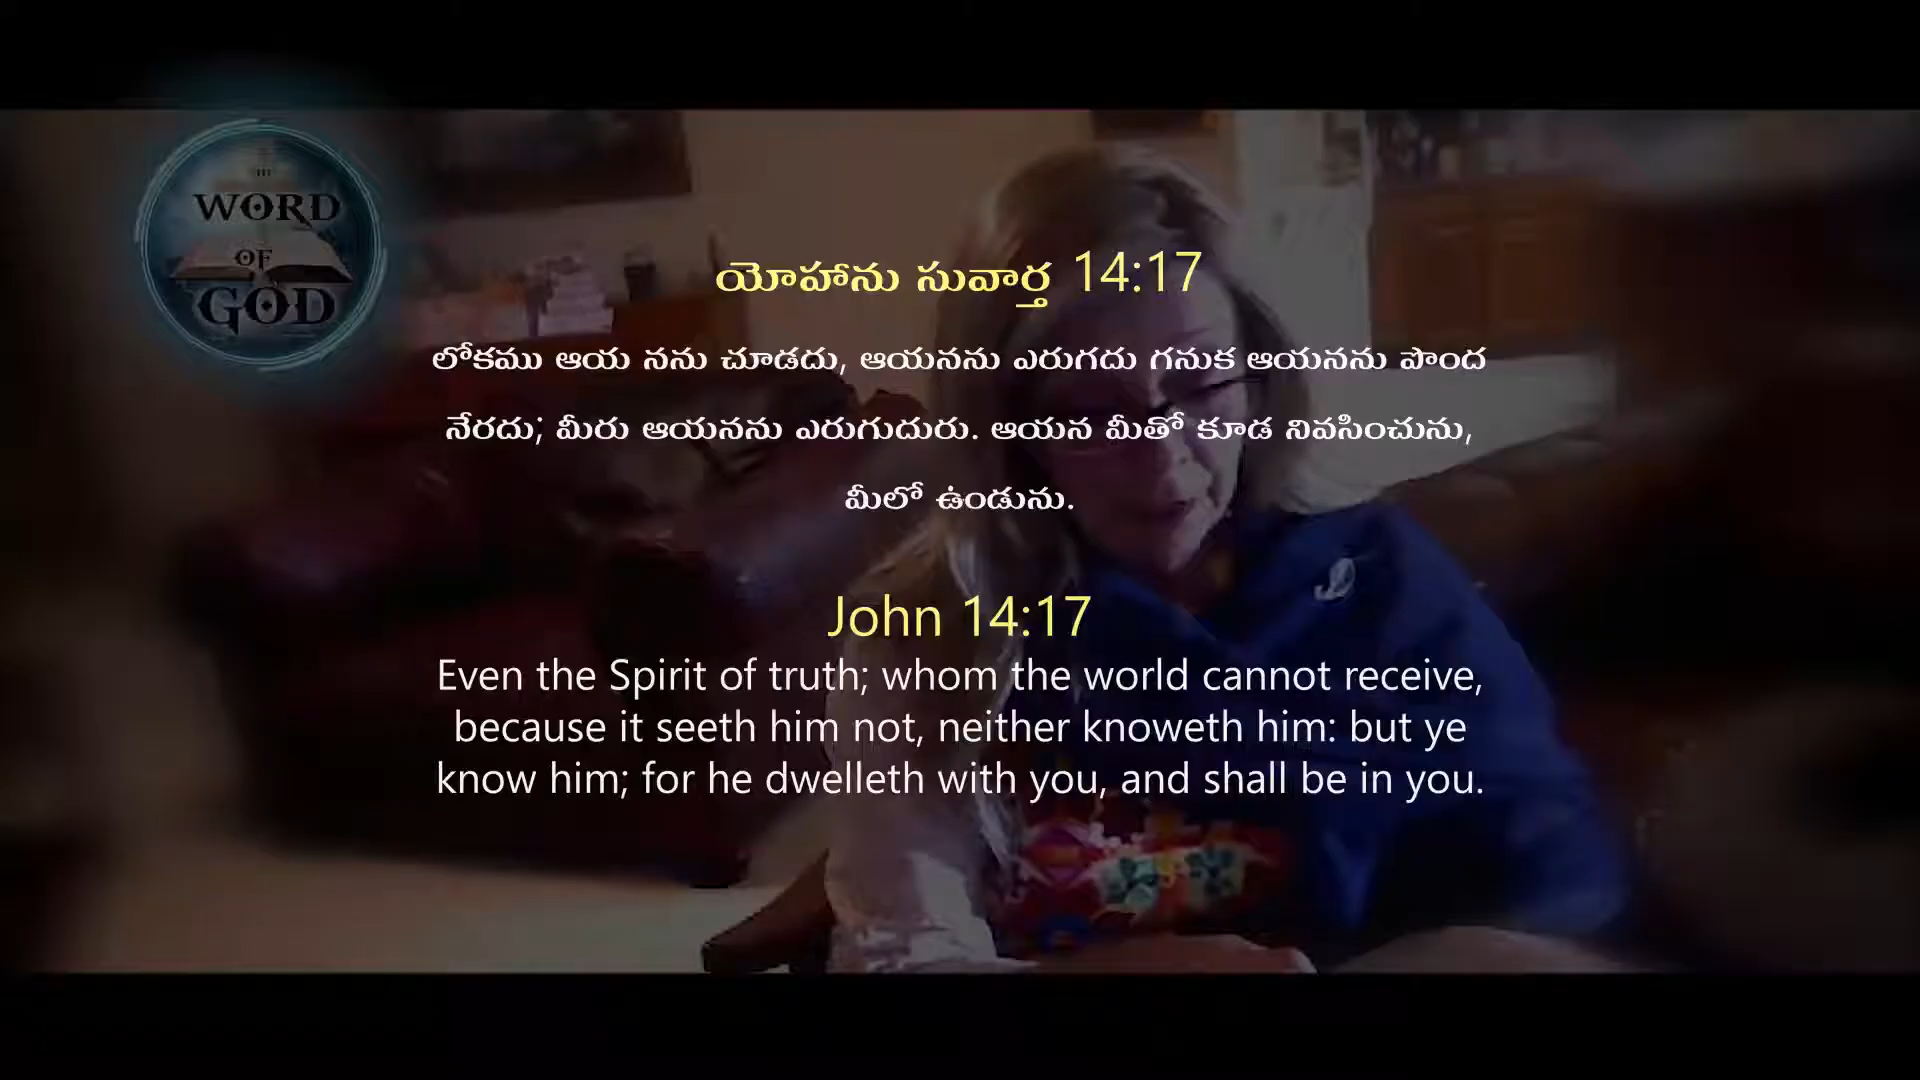 WORD
OF
GOD
యోహాను సువార్త 14:17
లోకము ఆయ నను చూడదు, ఆయనను ఎరుగదు గనుక ఆయనను పొంద
నేరదు; మీరు ఆయనను ఎరుగుదురు. ఆయన మీతో కూడ నివసించును,
మీలో ఉండును.
John 14:17
Even the Spirit of truth; whom the world cannot receive,
because it seeth him not, neither knoweth him: but ye
know him; for he dwelleth with you, and shall be in you.